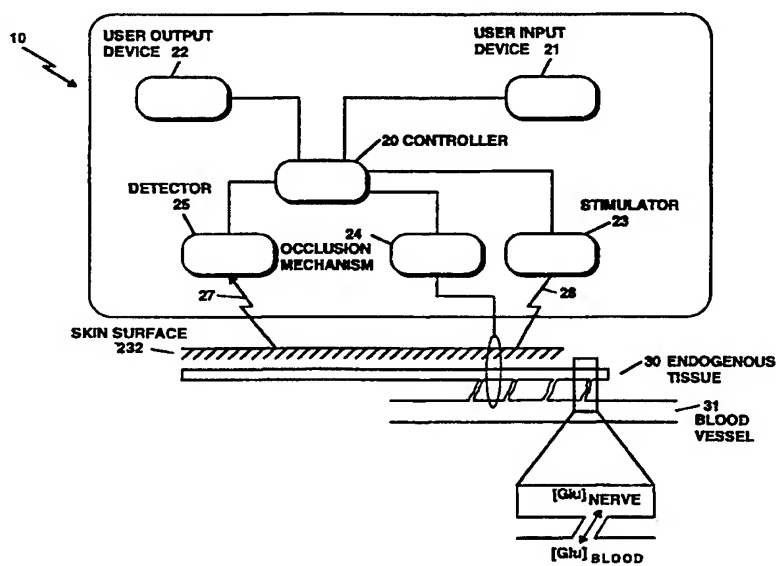 10
USER OUTPUT
DEVICE 22
USER INPUT
DEVICE 21
20 CONTROLLER
DETECTOR
25
24
OCCLUSION
MECHANISM
STIMULATOR
23
27
28
SKIN SURFACE
232
30 ENDOGENOUS
TISSUE
31
BLOOD
VESSEL
[Glu] NERVE
[Glu] BLOOD